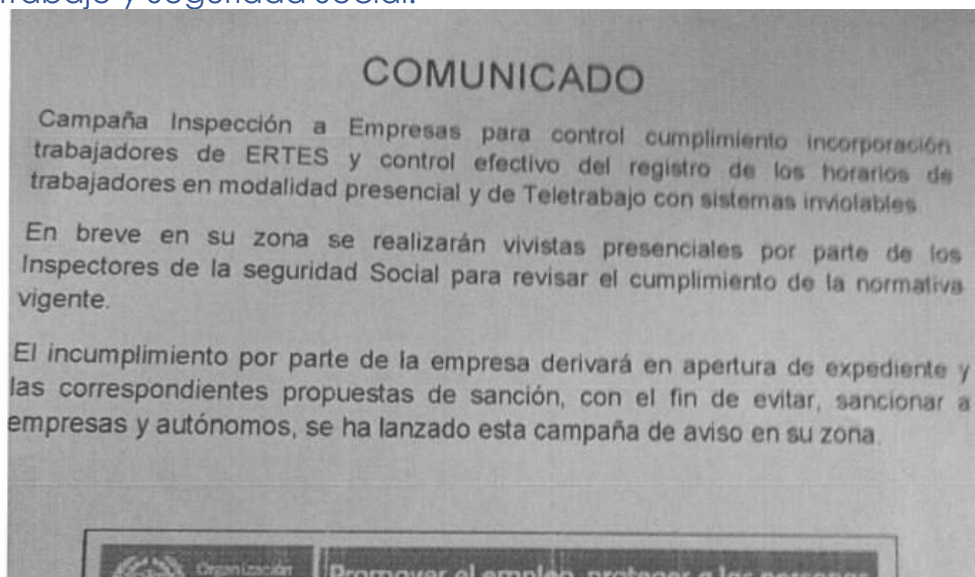 Trabajo y Seguridad Social.
COMUNICADO
Campaña Inspección a Empresas para control cumplimiento incorporación
trabajadores de ERTES y control efectivo del registro de los horarios de
trabajadores en modalidad presencial y de Teletrabajo con sistemas inviolables.
En breve en su zona se realizarán vivistas presenciales por parte de los
Inspectores de la seguridad Social para revisar el cumplimiento de la normativa
vigente.
El incumplimiento por parte de la empresa derivará en apertura de expediente y
las correspondientes propuestas de sanción, con el fin de evitar, sancionar a
empresas y autónomos, se ha lanzado esta campaña de aviso en su zona.
Organización
Promover el empleo, proteger a las personas